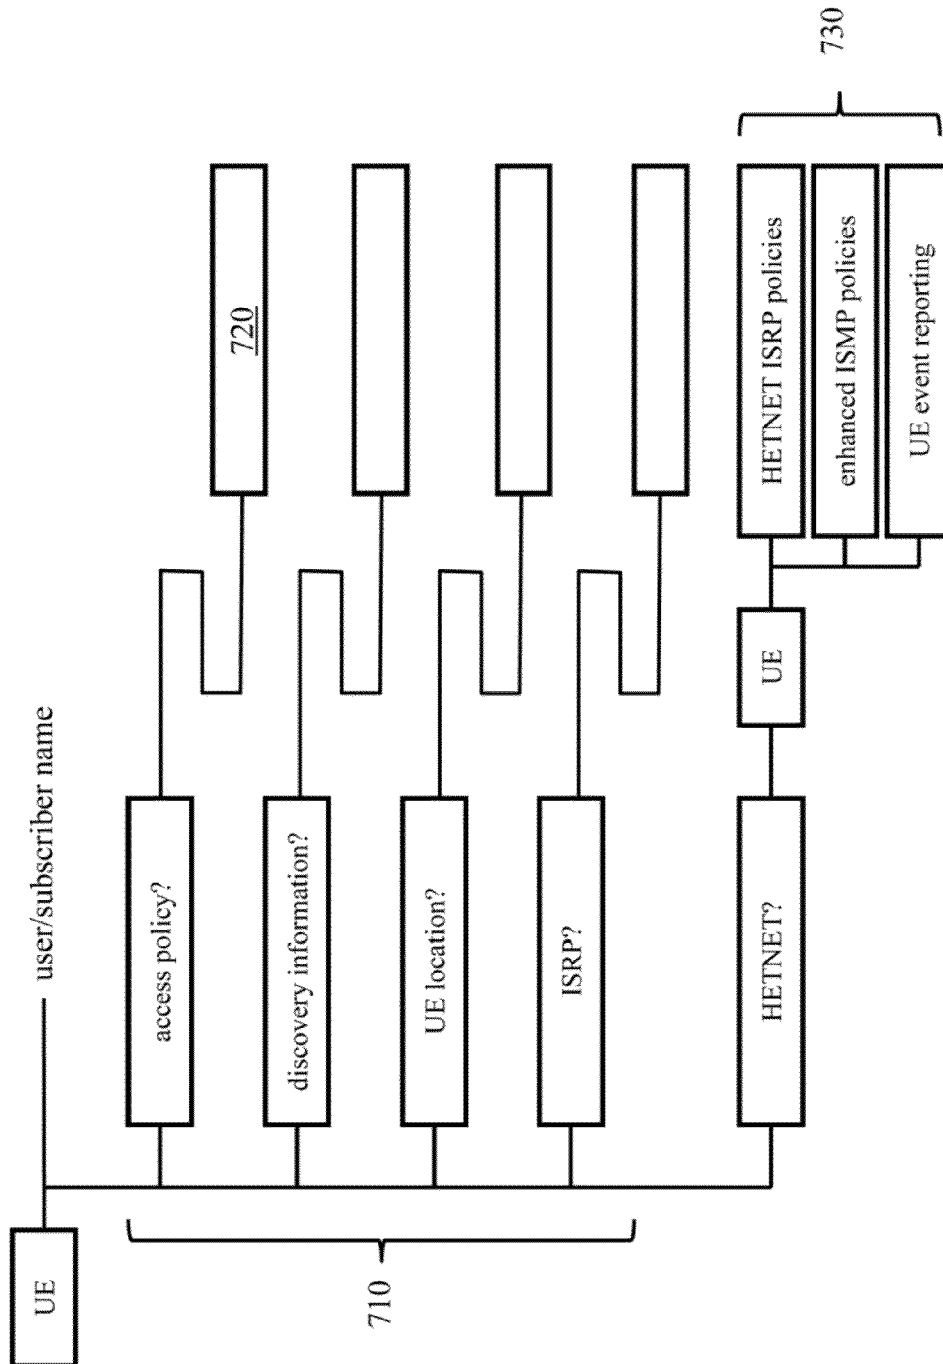 UE
user/subscriber name
710
access policy?
720
discovery information?
UE location?
ISRP?
HETNET?
UE
HETNET ISRP policies
enhanced ISMP policies
UE event reporting
730